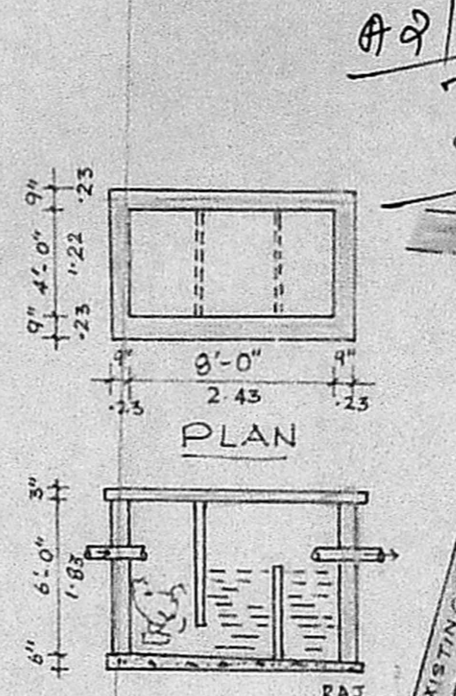 A2
9" .23
4'-0" 1.22
9" .23
9" 8'-0" 9"
.23 2.43 .23
PLAN
3"
6'-0" 1.83
6"